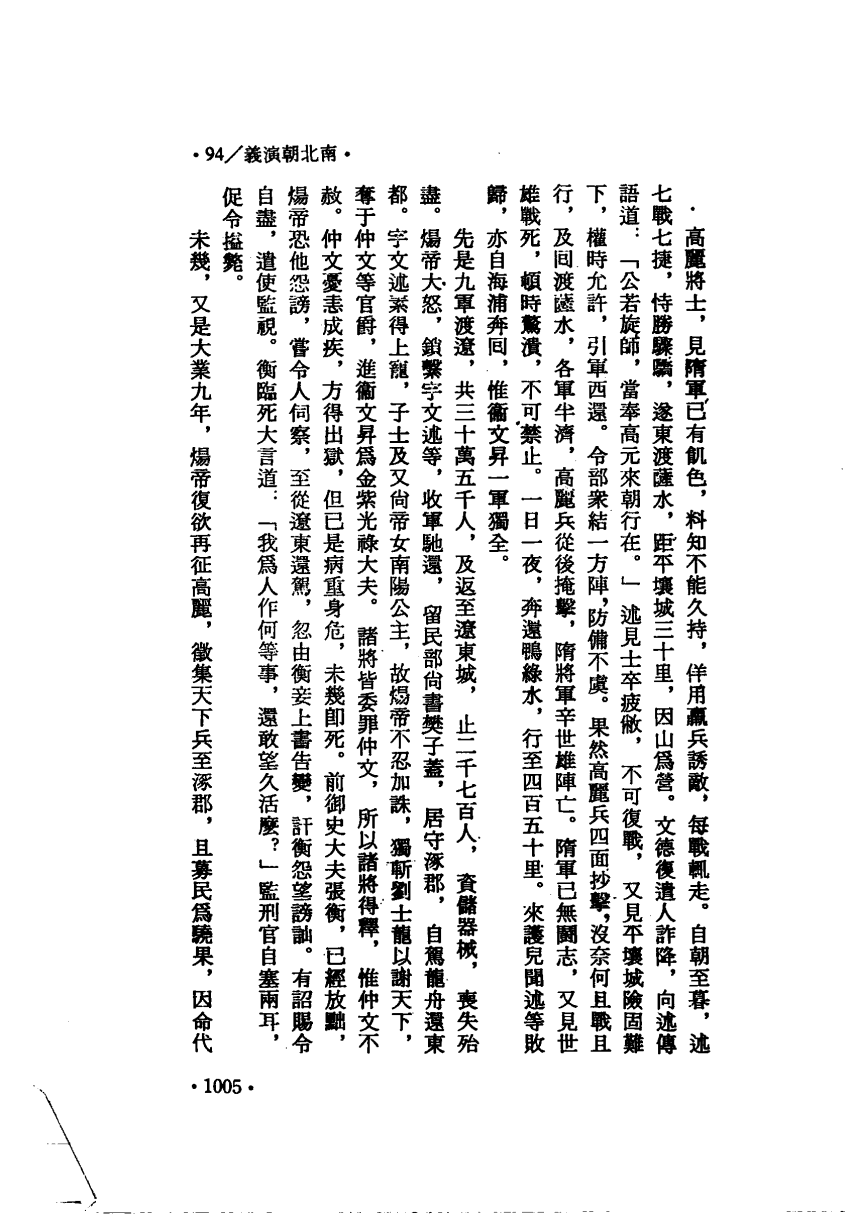 ·南北朝演義／94·
·高麗將士，見隋軍已有飢色，料知不能久持，佯用羸兵誘敵，每戰輒走。自朝至暮，述
七戰七捷，恃勝驟驕，遂東渡薩水，距平壤城三十里，因山爲營。文德復遣人詐降，向述傳
語道：「公若旋師，當奉高元來朝行在。」述見士卒疲敝，不可復戰，又見平壤城險固難
下，權時允許，引軍西還。令部衆結一方陣，防備不虞。果然高麗兵四面抄擊，沒奈何且戰且
行，及囘渡薩水，各軍半濟，高麗兵從後掩擊，隋將軍辛世雄陣亡。隋軍已無鬪志，又見世
雄戰死，頓時驚潰，不可禁止。一日一夜，奔還鴨綠水，行至四百五十里。來護兒聞述等敗
歸，亦自海浦奔囘，惟衞文昇一軍獨全。
先是九軍渡遼，共三十萬五千人，及返至遼東城，止二千七百人，資儲器械，喪失殆
盡。煬帝大怒，鎖繫宇文述等，收軍馳還，留民部尙書樊子蓋，居守涿郡，自駕龍舟還東
都。宇文述素得上寵，子士及又尙帝女南陽公主，故煬帝不忍加誅，獨斬劉士龍以謝天下，
奪于仲文等官爵，進衞文昇爲金紫光祿大夫。諸將皆委罪仲文，所以諸將得釋，惟仲文不
赦。仲文憂恚成疾，方得出獄，但已是病重身危，未幾卽死。前御史大夫張衡，已經放黜，
煬帝恐他怨謗，嘗令人伺察，至從遼東還駕，忽由衡妾上書告變，訐衡怨望謗訕。有詔賜令
自盡，遣使監視。衡臨死大言道：「我爲人作何等事，還敢望久活麼？」監刑官自塞兩耳，
促令搤斃。
未幾，又是大業九年，煬帝復欲再征高麗，徵集天下兵至涿郡，且募民爲驍果，因命代
·1005·